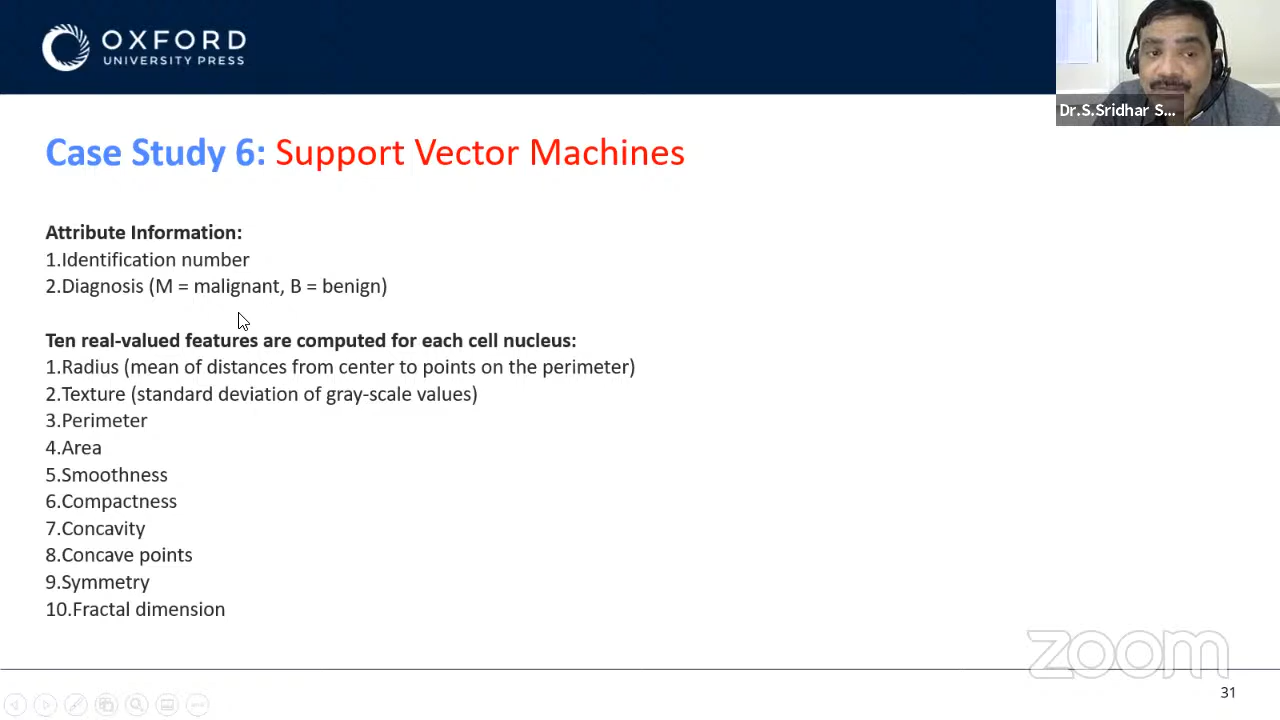 OXFORD
UNIVERSITY PRESS
Dr.S.Sridhar S...
Case Study 6: Support Vector Machines
Attribute Information:
1.Identification number
2.Diagnosis (M = malignant, B = benign)
Ten real-valued features are computed for each cell nucleus:
1.Radius (mean of distances from center to points on the perimeter)
2.Texture (standard deviation of gray-scale values)
3.Perimeter
4.Area
5.Smoothness
6.Compactness
7.Concavity
8.Concave points
9.Symmetry
10.Fractal dimension
zoom
31